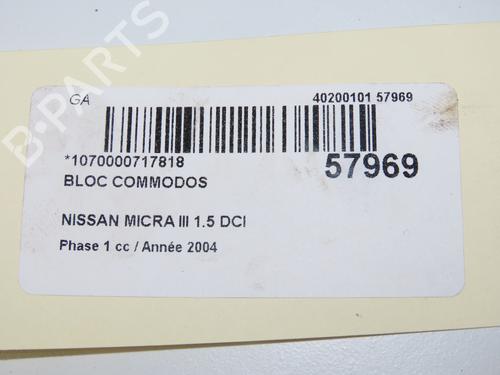 GA 40200101 57969
*1070000717818 57969
BLOC COMMODOS
NISSAN MICRA III 1.5 DCI
Phase 1 cc / Année 2004
B-PARTS